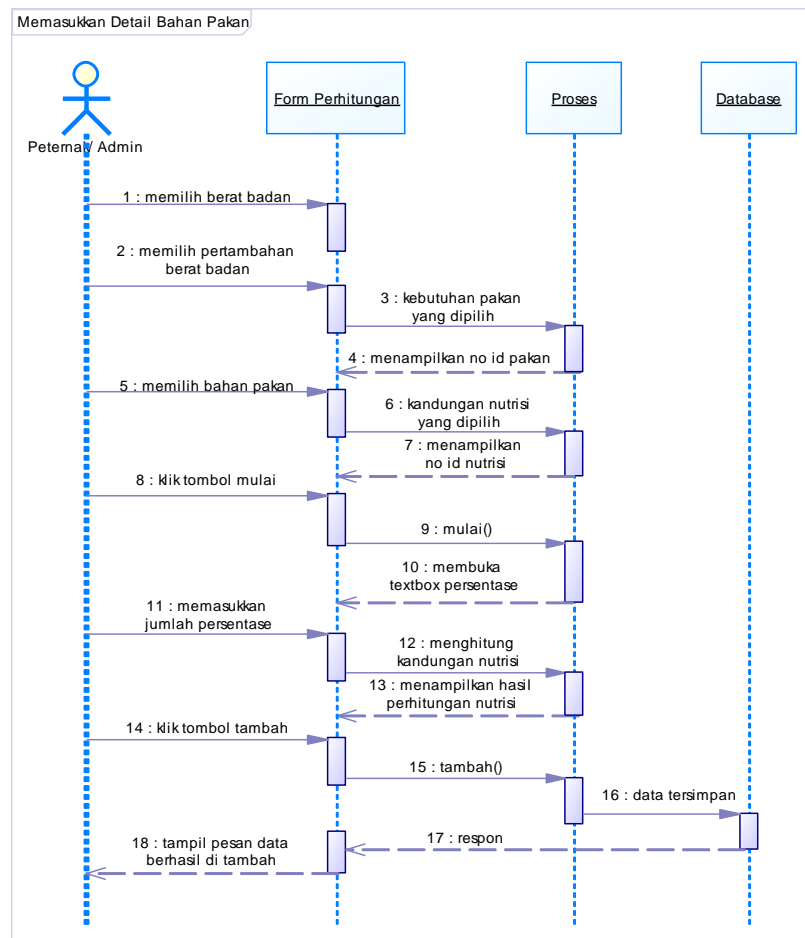 Memasukkan Detail Bahan Pakan
Peternak/ Admin
Form Perhitungan
Proses
Database
1 : memilih berat badan
2 : memilih pertambahan
berat badan
3 : kebutuhan pakan
yang dipilih
4 : menampilkan no id pakan
5 : memilih bahan pakan
6 : kandungan nutrisi
yang dipilih
7 : menampilkan
no id nutrisi
8 : klik tombol mulai
9 : mulai()
10 : membuka
textbox persentase
11 : memasukkan
jumlah persentase
12 : menghitung
kandungan nutrisi
13 : menampilkan hasil
perhitungan nutrisi
14 : klik tombol tambah
15 : tambah()
16 : data tersimpan
17 : respon
18 : tampil pesan data
berhasil di tambah